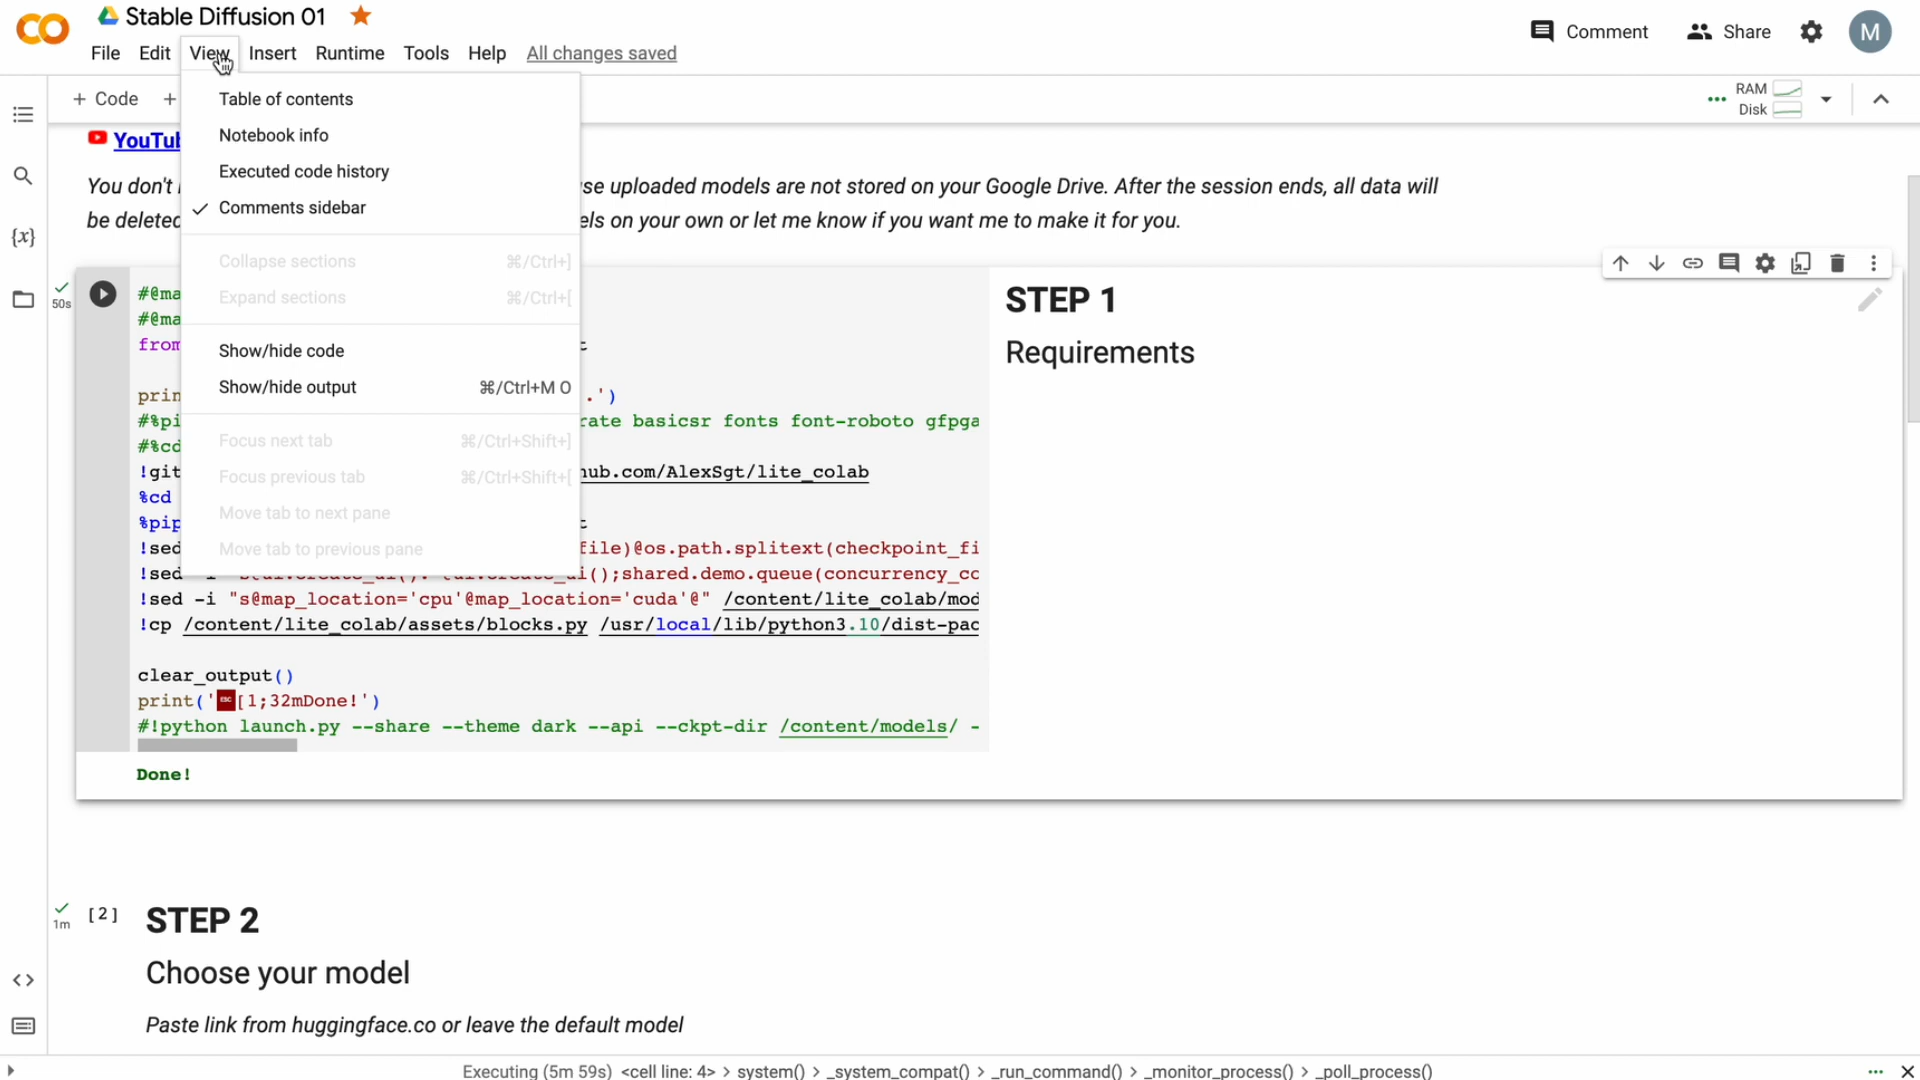 Stable Diffusion 01
File Edit View Insert Runtime Tools Help All changes saved
Comment Share M
+ Code +
RAM
Disk
Table of contents
Notebook info
Executed code history
Comments sidebar
Collapse sections ⌘/Ctrl+]
Expand sections ⌘/Ctrl+[
Show/hide code
Show/hide output ⌘/Ctrl+M O
Focus next tab ⌘/Ctrl+Shift+]
Focus previous tab ⌘/Ctrl+Shift+[
Move tab to next pane
Move tab to previous pane
YouTub
You don't se uploaded models are not stored on your Google Drive. After the session ends, all data will
be deleted els on your own or let me know if you want me to make it for you.
{x}
50s
#@ma
#@ma
from t
prin .')
#%pi rate basicsr fonts font-roboto gfpga
#%cd
!git hub.com/AlexSgt/lite_colab
%cd
%pip t
!sed file)@os.path.splitext(checkpoint_fi
!sed ();shared.demo.queue(concurrency_co
!sed -i "s@map_location='cpu'@map_location='cuda'@" /content/lite_colab/mod
!cp /content/lite_colab/assets/blocks.py /usr/local/lib/python3.10/dist-pac
clear_output()
print('ESC[1;32mDone!')
#!python launch.py --share --theme dark --api --ckpt-dir /content/models/ -
Done!
STEP 1
Requirements
1m
[2] STEP 2
Choose your model
Paste link from huggingface.co or leave the default model
Executing (5m 59s) <cell line: 4> > system() > _system_compat() > _run_command() > _monitor_process() > _poll_process()